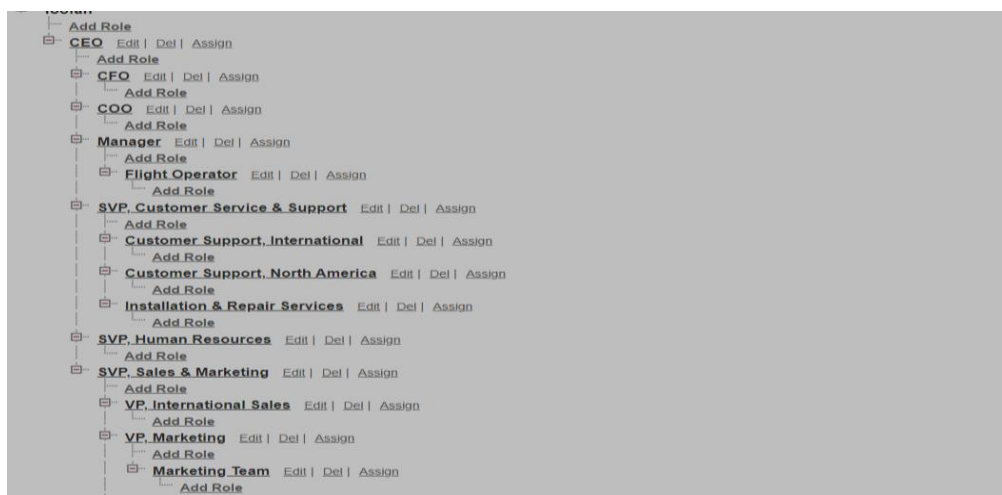 Add Role
CEO Edit | Del | Assign
Add Role
CFO Edit | Del | Assign
Add Role
COO Edit | Del | Assign
Add Role
Manager Edit | Del | Assign
Add Role
Flight Operator Edit | Del | Assign
Add Role
SVP, Customer Service & Support Edit | Del | Assign
Add Role
Customer Support, International Edit | Del | Assign
Add Role
Customer Support, North America Edit | Del | Assign
Add Role
Installation & Repair Services Edit | Del | Assign
Add Role
SVP, Human Resources Edit | Del | Assign
Add Role
SVP, Sales & Marketing Edit | Del | Assign
Add Role
VP, International Sales Edit | Del | Assign
Add Role
VP, Marketing Edit | Del | Assign
Add Role
Marketing Team Edit | Del | Assign
Add Role